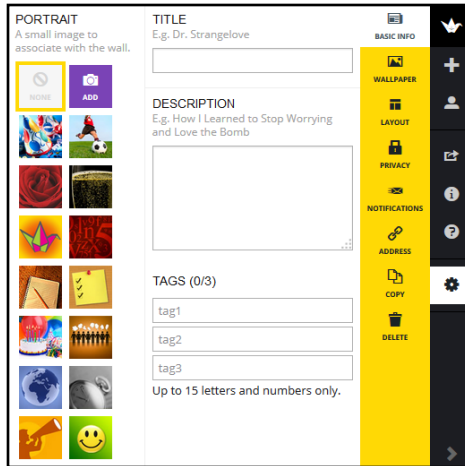 PORTRAIT
A small image to
associate with the wall.
NONE
ADD
TITLE
E.g. Dr. Strangelove
DESCRIPTION
E.g. How I Learned to Stop Worrying
and Love the Bomb
TAGS (0/3)
tag1
tag2
tag3
Up to 15 letters and numbers only.
BASIC INFO
WALLPAPER
LAYOUT
PRIVACY
NOTIFICATIONS
ADDRESS
COPY
DELETE